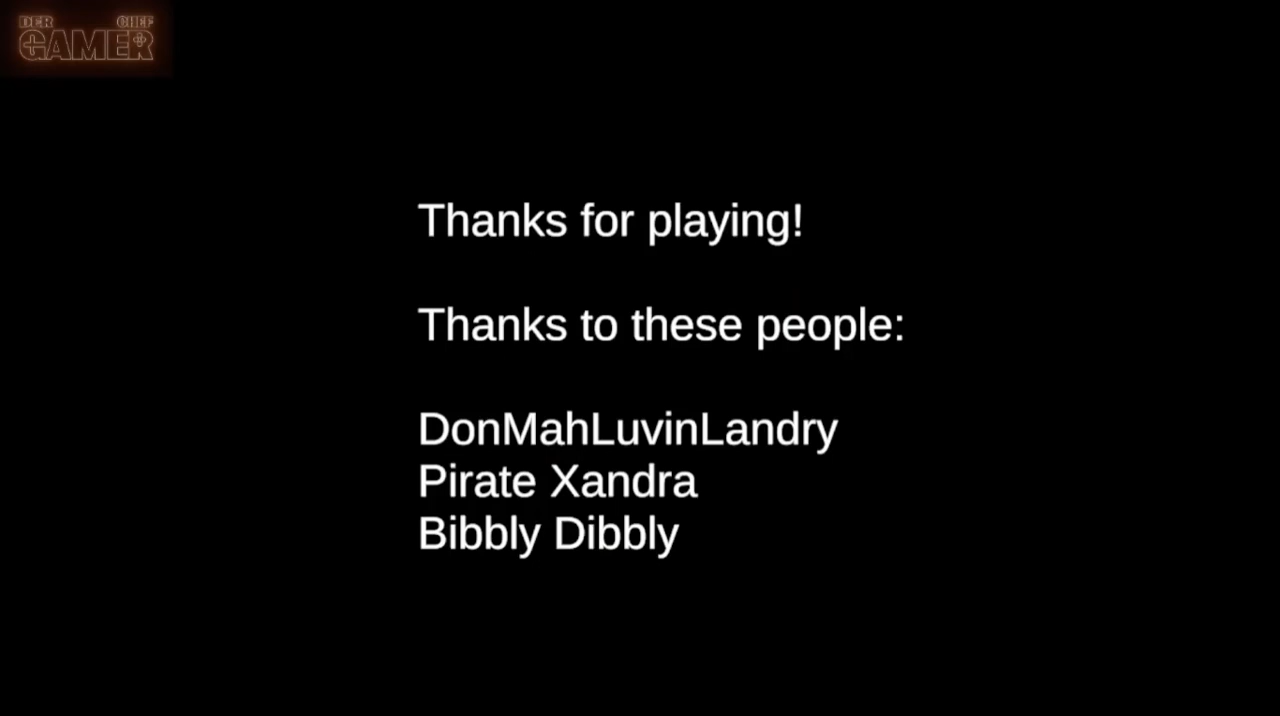 DER CHEF
GAMER
Thanks for playing!
Thanks to these people:
DonMahLuvinLandry
Pirate Xandra
Bibbly Dibbly